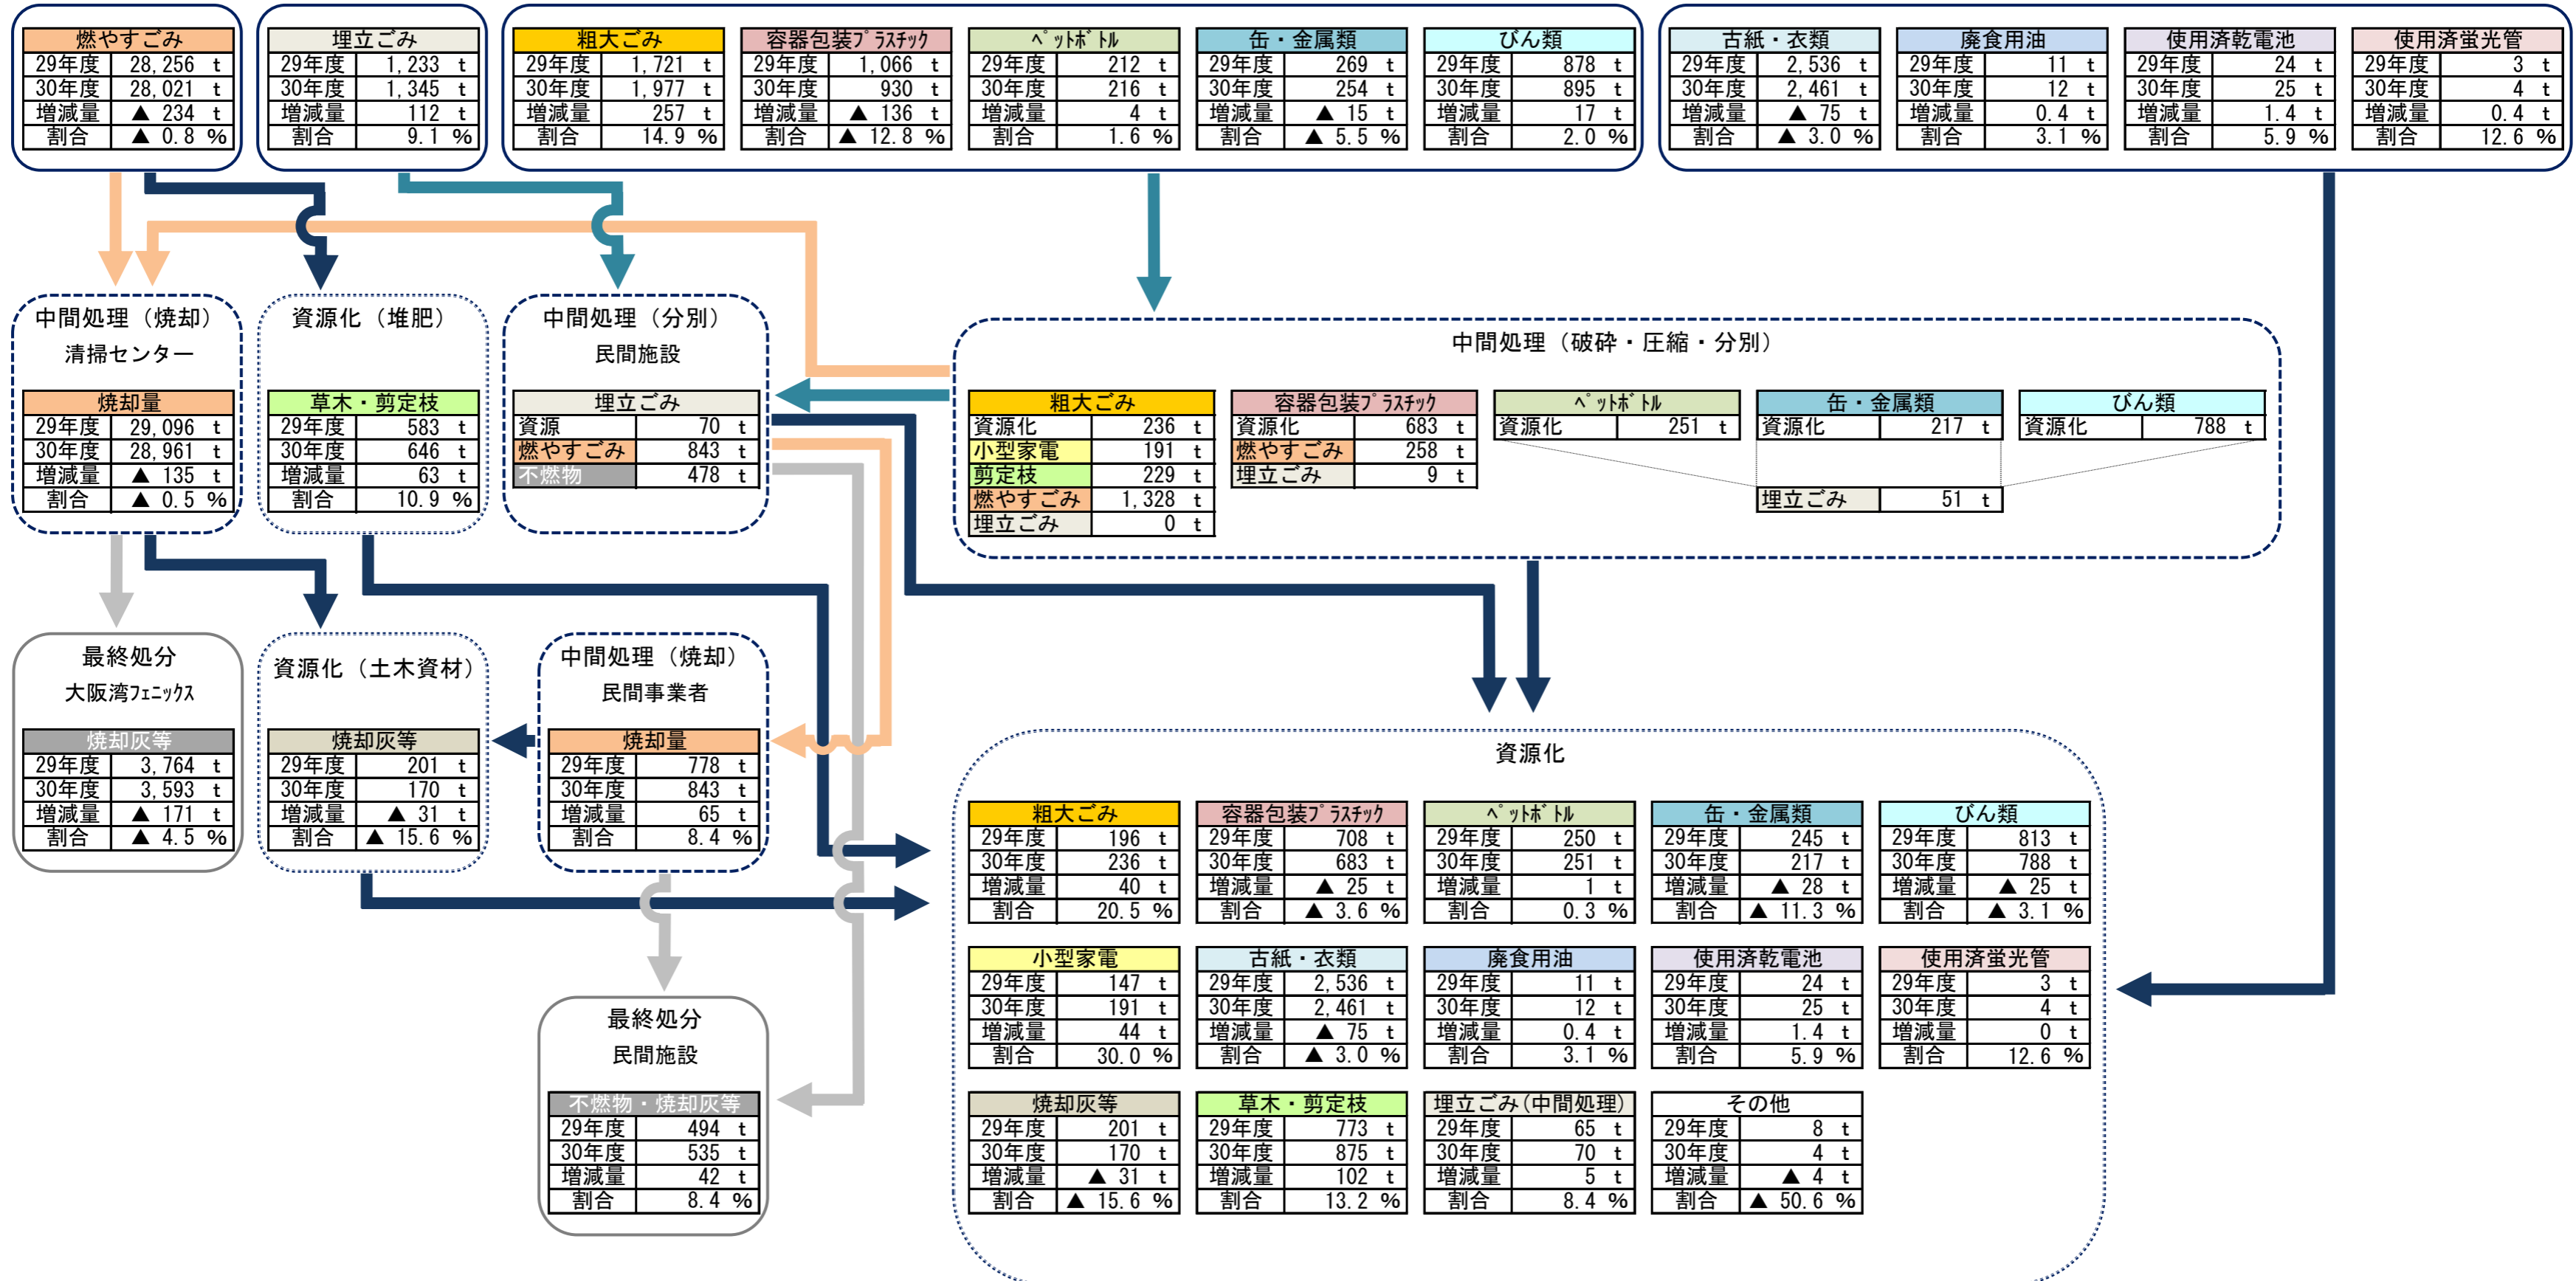 燃やすごみ
29年度 28,256 t
30年度 28,021 t
増減量 ▲ 234 t
割合 ▲ 0.8 %
埋立ごみ
29年度 1,233 t
30年度 1,345 t
増減量 112 t
割合 9.1 %
粗大ごみ
29年度 1,721 t
30年度 1,977 t
増減量 257 t
割合 14.9 %
容器包装ﾌﾟﾗｽﾁｯｸ
29年度 1,066 t
30年度 930 t
増減量 ▲ 136 t
割合 ▲ 12.8 %
ﾍﾟｯﾄﾎﾞﾄﾙ
29年度 212 t
30年度 216 t
増減量 4 t
割合 1.6 %
缶・金属類
29年度 269 t
30年度 254 t
増減量 ▲ 15 t
割合 ▲ 5.5 %
びん類
29年度 878 t
30年度 895 t
増減量 17 t
割合 2.0 %
古紙・衣類
29年度 2,536 t
30年度 2,461 t
増減量 ▲ 75 t
割合 ▲ 3.0 %
廃食用油
29年度 11 t
30年度 12 t
増減量 0.4 t
割合 3.1 %
使用済乾電池
29年度 24 t
30年度 25 t
増減量 1.4 t
割合 5.9 %
使用済蛍光管
29年度 3 t
30年度 4 t
増減量 0.4 t
割合 12.6 %
中間処理（焼却）
清掃センター
焼却量
29年度 29,096 t
30年度 28,961 t
増減量 ▲ 135 t
割合 ▲ 0.5 %
資源化（堆肥）
草木・剪定枝
29年度 583 t
30年度 646 t
増減量 63 t
割合 10.9 %
中間処理（分別）
民間施設
埋立ごみ
資源 70 t
燃やすごみ 843 t
不燃物 478 t
中間処理（破砕・圧縮・分別）
粗大ごみ
資源化 236 t
小型家電 191 t
剪定枝 229 t
燃やすごみ 1,328 t
埋立ごみ 0 t
容器包装ﾌﾟﾗｽﾁｯｸ
資源化 683 t
燃やすごみ 258 t
埋立ごみ 9 t
ﾍﾟｯﾄﾎﾞﾄﾙ
資源化 251 t
缶・金属類
資源化 217 t
びん類
資源化 788 t
埋立ごみ 51 t
最終処分
大阪湾ﾌｪﾆｯｸｽ
焼却灰等
29年度 3,764 t
30年度 3,593 t
増減量 ▲ 171 t
割合 ▲ 4.5 %
資源化（土木資材）
焼却灰等
29年度 201 t
30年度 170 t
増減量 ▲ 31 t
割合 ▲ 15.6 %
中間処理（焼却）
民間事業者
焼却量
29年度 778 t
30年度 843 t
増減量 65 t
割合 8.4 %
最終処分
民間施設
不燃物・焼却灰等
29年度 494 t
30年度 535 t
増減量 42 t
割合 8.4 %
資源化
粗大ごみ
29年度 196 t
30年度 236 t
増減量 40 t
割合 20.5 %
容器包装ﾌﾟﾗｽﾁｯｸ
29年度 708 t
30年度 683 t
増減量 ▲ 25 t
割合 ▲ 3.6 %
ﾍﾟｯﾄﾎﾞﾄﾙ
29年度 250 t
30年度 251 t
増減量 1 t
割合 0.3 %
缶・金属類
29年度 245 t
30年度 217 t
増減量 ▲ 28 t
割合 ▲ 11.3 %
びん類
29年度 813 t
30年度 788 t
増減量 ▲ 25 t
割合 ▲ 3.1 %
小型家電
29年度 147 t
30年度 191 t
増減量 44 t
割合 30.0 %
古紙・衣類
29年度 2,536 t
30年度 2,461 t
増減量 ▲ 75 t
割合 ▲ 3.0 %
廃食用油
29年度 11 t
30年度 12 t
増減量 0.4 t
割合 3.1 %
使用済乾電池
29年度 24 t
30年度 25 t
増減量 1.4 t
割合 5.9 %
使用済蛍光管
29年度 3 t
30年度 4 t
増減量 0 t
割合 12.6 %
焼却灰等
29年度 201 t
30年度 170 t
増減量 ▲ 31 t
割合 ▲ 15.6 %
草木・剪定枝
29年度 773 t
30年度 875 t
増減量 102 t
割合 13.2 %
埋立ごみ(中間処理)
29年度 65 t
30年度 70 t
増減量 5 t
割合 8.4 %
その他
29年度 8 t
30年度 4 t
増減量 ▲ 4 t
割合 ▲ 50.6 %